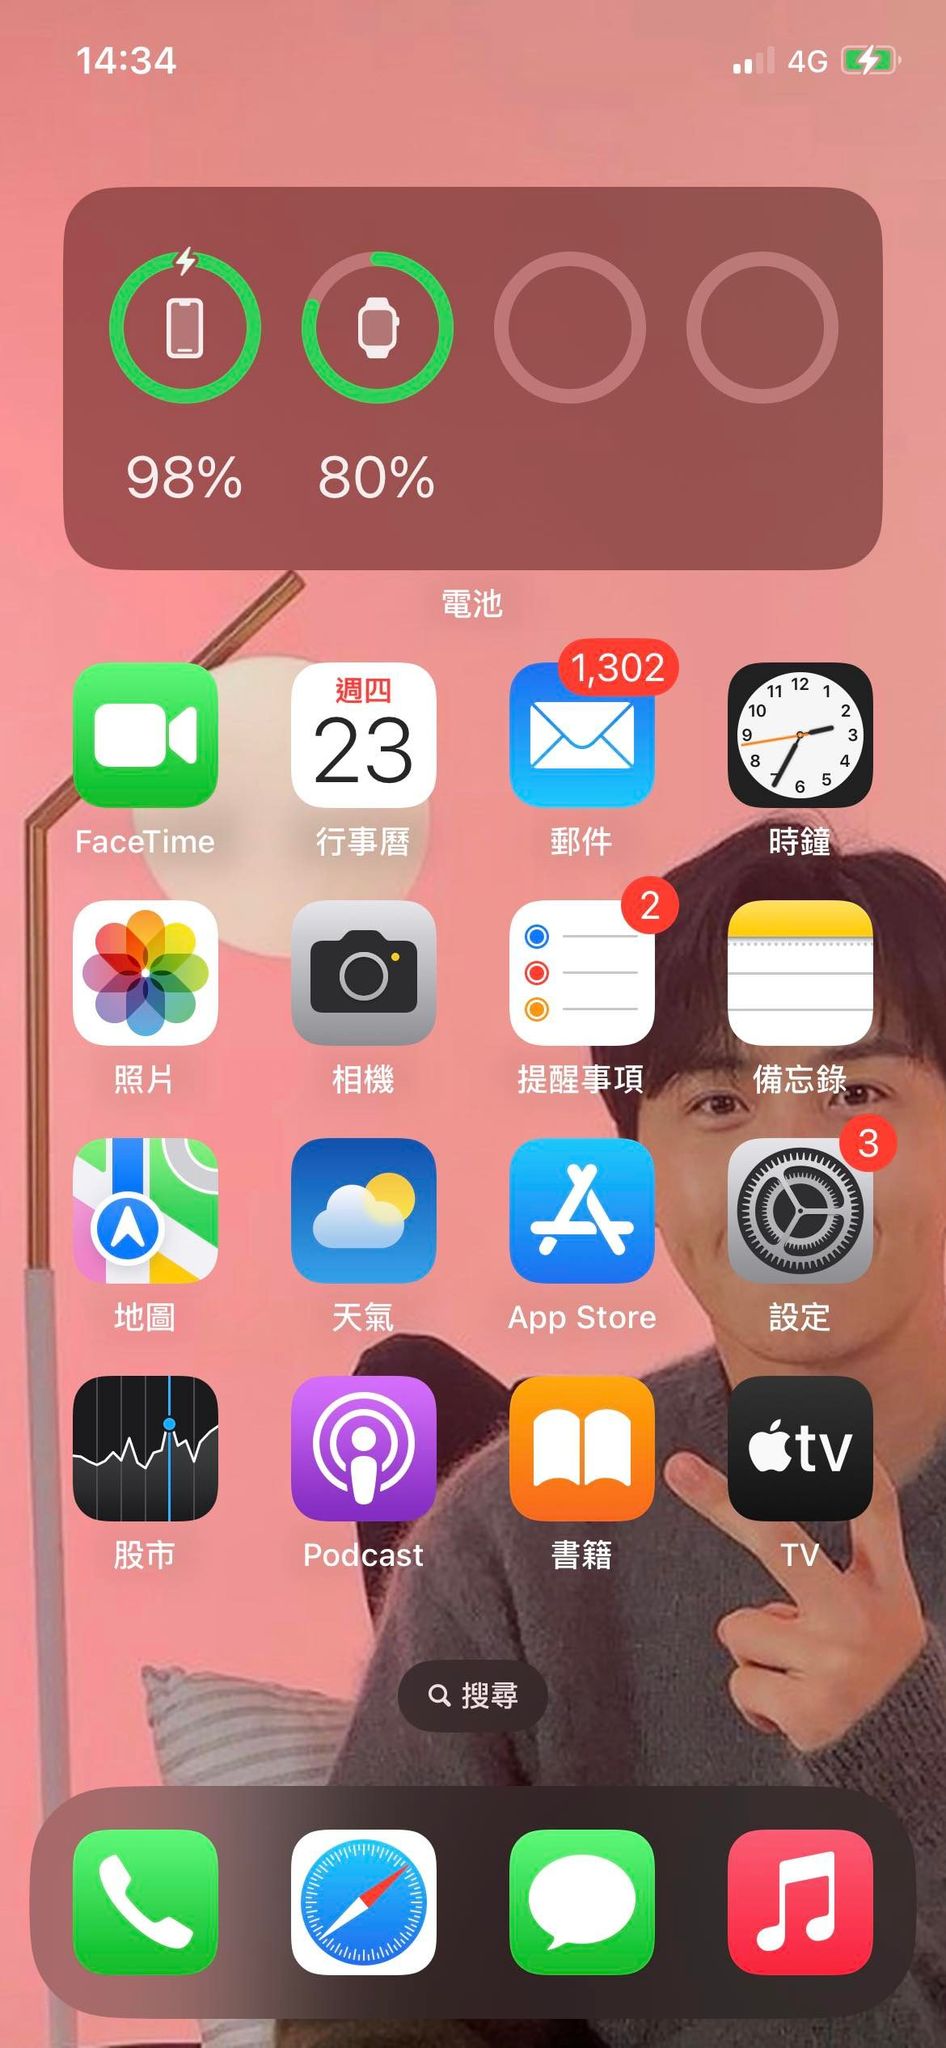 14:34
4G
98% 80%
電池
FaceTime
週四
23
行事曆
1,302
郵件
12 1 2 3 4 5 6 7 8 9 10 11
時鐘
照片
相機
2
提醒事項
備忘錄
地圖
天氣
App Store
3
設定
股市
Podcast
書籍
tv
TV
搜尋